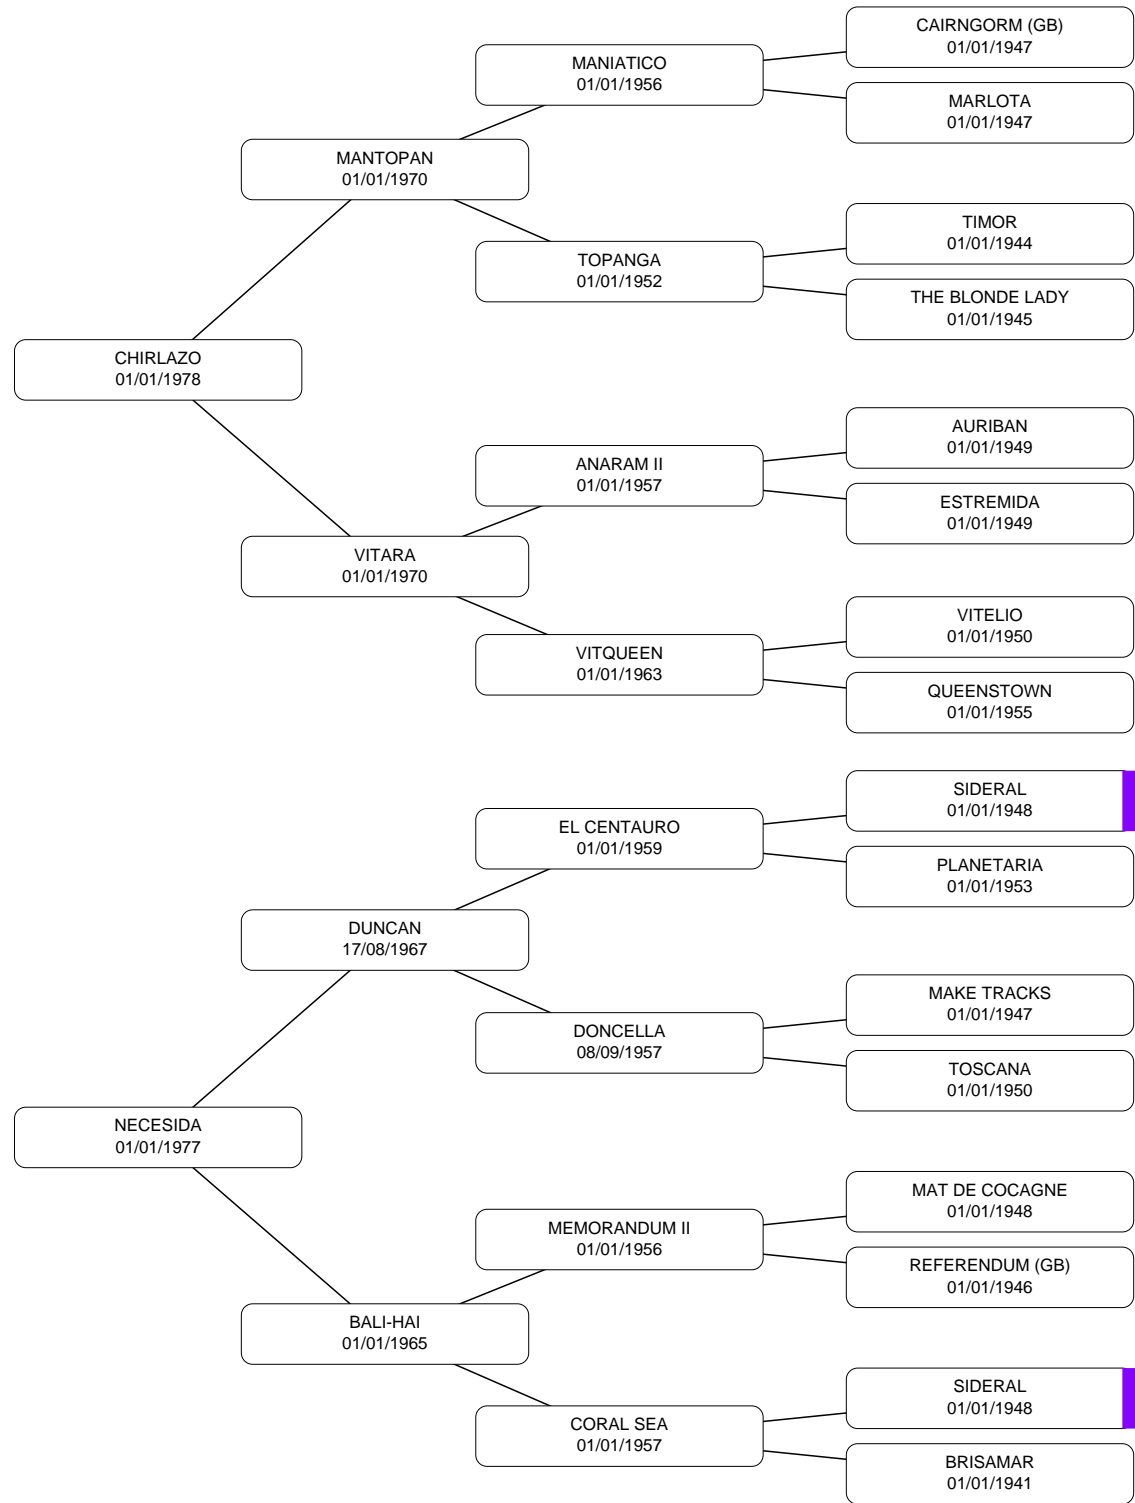 CAIRNGORM (GB)
01/01/1947
MANIATICO
01/01/1956
MARLOTA
01/01/1947
MANTOPAN
01/01/1970
TIMOR
01/01/1944
TOPANGA
01/01/1952
THE BLONDE LADY
01/01/1945
CHIRLAZO
01/01/1978
AURIBAN
01/01/1949
ANARAM II
01/01/1957
ESTREMIDA
01/01/1949
VITARA
01/01/1970
VITELIO
01/01/1950
VITQUEEN
01/01/1963
QUEENSTOWN
01/01/1955
SIDERAL
01/01/1948
EL CENTAURO
01/01/1959
PLANETARIA
01/01/1953
DUNCAN
17/08/1967
MAKE TRACKS
01/01/1947
DONCELLA
08/09/1957
TOSCANA
01/01/1950
NECESIDA
01/01/1977
MAT DE COCAGNE
01/01/1948
MEMORANDUM II
01/01/1956
REFERENDUM (GB)
01/01/1946
BALI-HAI
01/01/1965
SIDERAL
01/01/1948
CORAL SEA
01/01/1957
BRISAMAR
01/01/1941